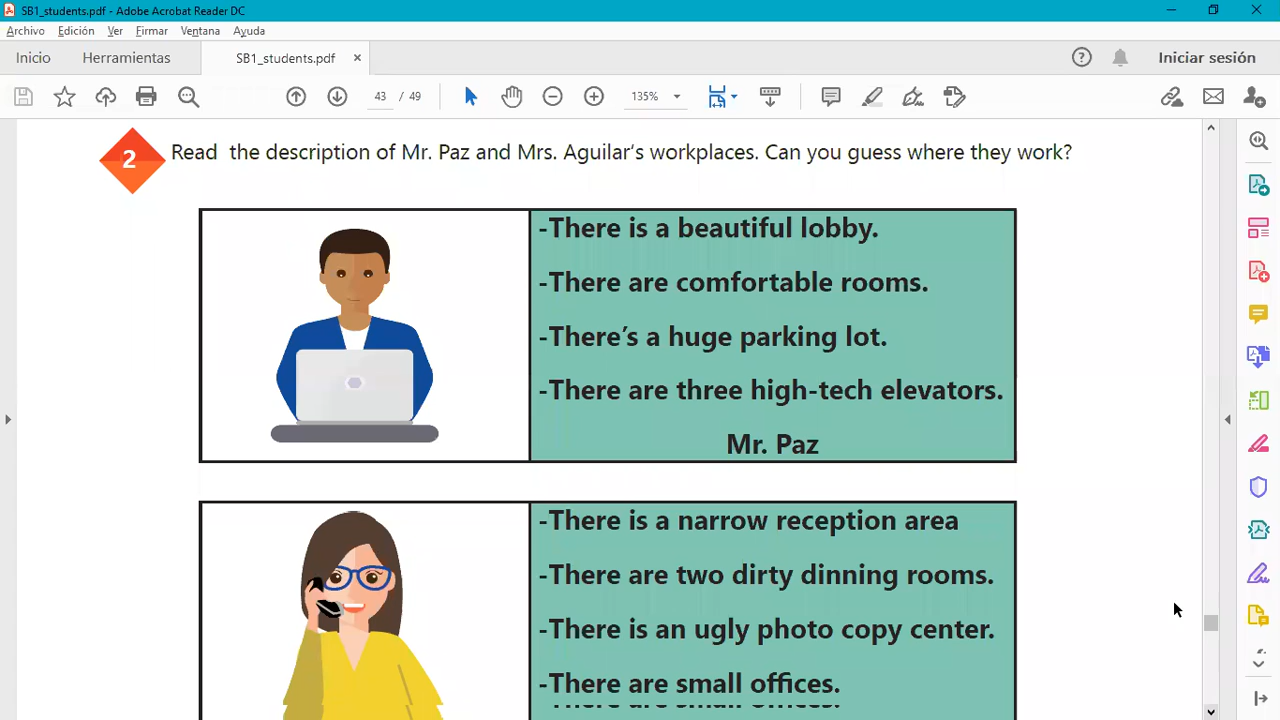 SB1_students.pdf - Adobe Acrobat Reader DC
Archivo Edición Ver Firmar Ventana Ayuda
Inicio Herramientas SB1_students.pdf × Iniciar sesión
43 / 49 135%
2 Read the description of Mr. Paz and Mrs. Aguilar's workplaces. Can you guess where they work?
-There is a beautiful lobby.
-There are comfortable rooms.
-There's a huge parking lot.
-There are three high-tech elevators.
Mr. Paz
-There is a narrow reception area
-There are two dirty dinning rooms.
-There is an ugly photo copy center.
-There are small offices.